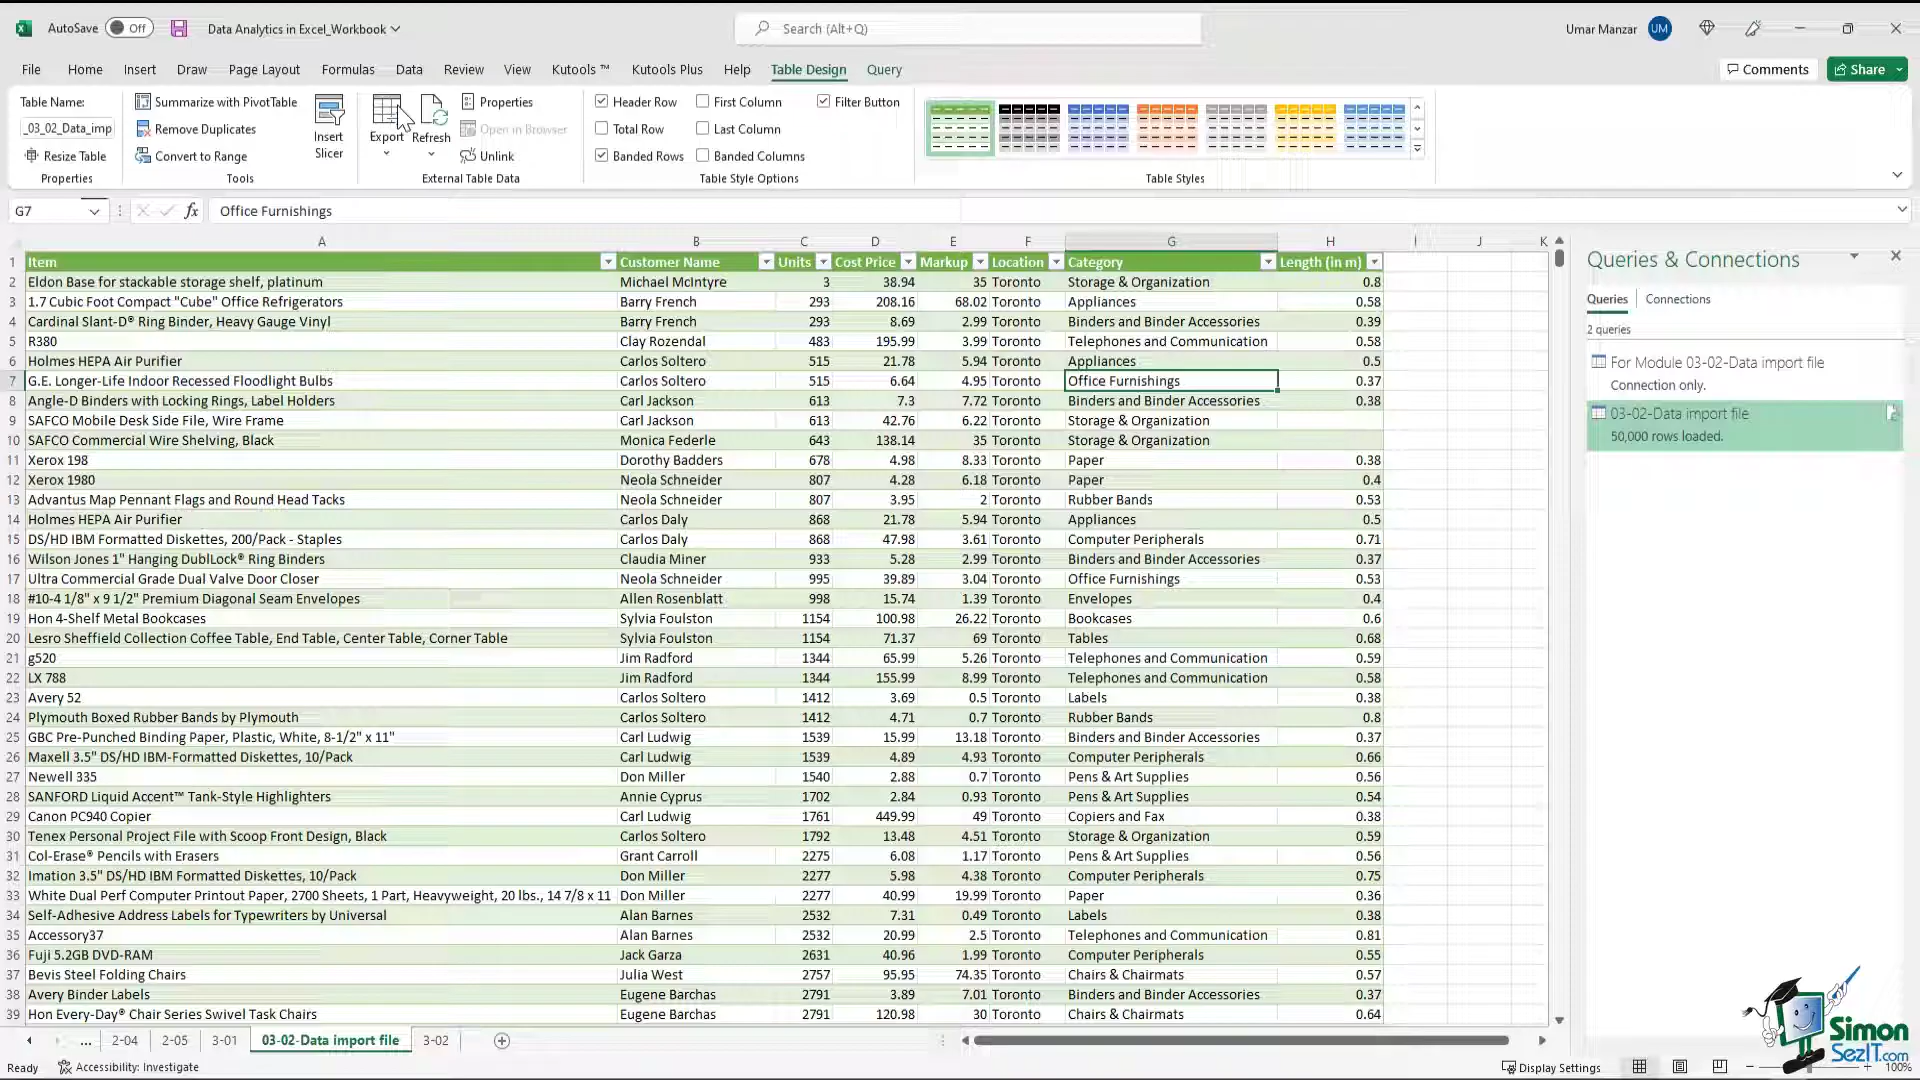 AutoSave Off Data Analytics in Excel_Workbook Search (Alt+Q) Umar Manzar UM
File Home Insert Draw Page Layout Formulas Data Review View Kutools ™ Kutools Plus Help Table Design Query Comments Share
Table Name: Summarize with PivotTable Properties Header Row First Column Filter Button
_03_02_Data_imp Remove Duplicates Insert Slicer Export Refresh Open in Browser Total Row Last Column
Resize Table Convert to Range Unlink Banded Rows Banded Columns
Properties Tools External Table Data Table Style Options Table Styles
G7 fx Office Furnishings
A B C D E F G H J K
1 Item Customer Name Units Cost Price Markup Location Category Length (in m)
2 Eldon Base for stackable storage shelf, platinum Michael McIntyre 3 38.94 35 Toronto Storage & Organization 0.8
3 1.7 Cubic Foot Compact "Cube" Office Refrigerators Barry French 293 208.16 68.02 Toronto Appliances 0.58
4 Cardinal Slant-D® Ring Binder, Heavy Gauge Vinyl Barry French 293 8.69 2.99 Toronto Binders and Binder Accessories 0.39
5 R380 Clay Rozendal 483 195.99 3.99 Toronto Telephones and Communication 0.58
6 Holmes HEPA Air Purifier Carlos Soltero 515 21.78 5.94 Toronto Appliances 0.5
7 G.E. Longer-Life Indoor Recessed Floodlight Bulbs Carlos Soltero 515 6.64 4.95 Toronto Office Furnishings 0.37
8 Angle-D Binders with Locking Rings, Label Holders Carl Jackson 613 7.3 7.72 Toronto Binders and Binder Accessories 0.38
9 SAFCO Mobile Desk Side File, Wire Frame Carl Jackson 613 42.76 6.22 Toronto Storage & Organization
10 SAFCO Commercial Wire Shelving, Black Monica Federle 643 138.14 35 Toronto Storage & Organization
11 Xerox 198 Dorothy Badders 678 4.98 8.33 Toronto Paper 0.38
12 Xerox 1980 Neola Schneider 807 4.28 6.18 Toronto Paper 0.4
13 Advantus Map Pennant Flags and Round Head Tacks Neola Schneider 807 3.95 2 Toronto Rubber Bands 0.53
14 Holmes HEPA Air Purifier Carlos Daly 868 21.78 5.94 Toronto Appliances 0.5
15 DS/HD IBM Formatted Diskettes, 200/Pack - Staples Carlos Daly 868 47.98 3.61 Toronto Computer Peripherals 0.71
16 Wilson Jones 1" Hanging DublLock® Ring Binders Claudia Miner 933 5.28 2.99 Toronto Binders and Binder Accessories 0.37
17 Ultra Commercial Grade Dual Valve Door Closer Neola Schneider 995 39.89 3.04 Toronto Office Furnishings 0.53
18 #10-4 1/8" x 9 1/2" Premium Diagonal Seam Envelopes Allen Rosenblatt 998 15.74 1.39 Toronto Envelopes 0.4
19 Hon 4-Shelf Metal Bookcases Sylvia Foulston 1154 100.98 26.22 Toronto Bookcases 0.6
20 Lesro Sheffield Collection Coffee Table, End Table, Center Table, Corner Table Sylvia Foulston 1154 71.37 69 Toronto Tables 0.68
21 g520 Jim Radford 1344 65.99 5.26 Toronto Telephones and Communication 0.59
22 LX 788 Jim Radford 1344 155.99 8.99 Toronto Telephones and Communication 0.58
23 Avery 52 Carlos Soltero 1412 3.69 0.5 Toronto Labels 0.38
24 Plymouth Boxed Rubber Bands by Plymouth Carlos Soltero 1412 4.71 0.7 Toronto Rubber Bands 0.8
25 GBC Pre-Punched Binding Paper, Plastic, White, 8-1/2" x 11" Carl Ludwig 1539 15.99 13.18 Toronto Binders and Binder Accessories 0.37
26 Maxell 3.5" DS/HD IBM-Formatted Diskettes, 10/Pack Carl Ludwig 1539 4.89 4.93 Toronto Computer Peripherals 0.66
27 Newell 335 Don Miller 1540 2.88 0.7 Toronto Pens & Art Supplies 0.56
28 SANFORD Liquid Accent™ Tank-Style Highlighters Annie Cyprus 1702 2.84 0.93 Toronto Pens & Art Supplies 0.54
29 Canon PC940 Copier Carl Ludwig 1761 449.99 49 Toronto Copiers and Fax 0.38
30 Tenex Personal Project File with Scoop Front Design, Black Carlos Soltero 1792 13.48 4.51 Toronto Storage & Organization 0.59
31 Col-Erase® Pencils with Erasers Grant Carroll 2275 6.08 1.17 Toronto Pens & Art Supplies 0.56
32 Imation 3.5" DS/HD IBM Formatted Diskettes, 10/Pack Don Miller 2277 5.98 4.38 Toronto Computer Peripherals 0.75
33 White Dual Perf Computer Printout Paper, 2700 Sheets, 1 Part, Heavyweight, 20 lbs., 14 7/8 x 11 Don Miller 2277 40.99 19.99 Toronto Paper 0.36
34 Self-Adhesive Address Labels for Typewriters by Universal Alan Barnes 2532 7.31 0.49 Toronto Labels 0.38
35 Accessory37 Alan Barnes 2532 20.99 2.5 Toronto Telephones and Communication 0.81
36 Fuji 5.2GB DVD-RAM Jack Garza 2631 40.96 1.99 Toronto Computer Peripherals 0.55
37 Bevis Steel Folding Chairs Julia West 2757 95.95 74.35 Toronto Chairs & Chairmats 0.57
38 Avery Binder Labels Eugene Barchas 2791 3.89 7.01 Toronto Binders and Binder Accessories 0.37
39 Hon Every-Day® Chair Series Swivel Task Chairs Eugene Barchas 2791 120.98 30 Toronto Chairs & Chairmats 0.64
Queries & Connections
Queries Connections
2 queries
For Module 03-02-Data import file
Connection only.
03-02-Data import file
50,000 rows loaded.
... 2-04 2-05 3-01 03-02-Data import file 3-02
Ready Accessibility: Investigate Display Settings 100%
Simon
SezIT.com